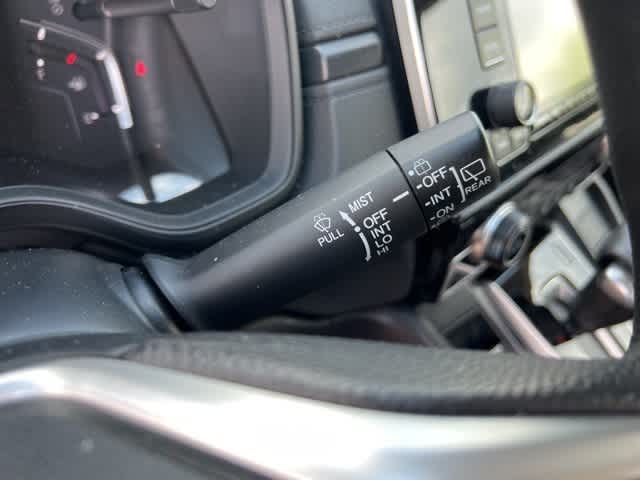 MIST
OFF
INT
LO
HI
PULL
OFF
INT
ON
REAR